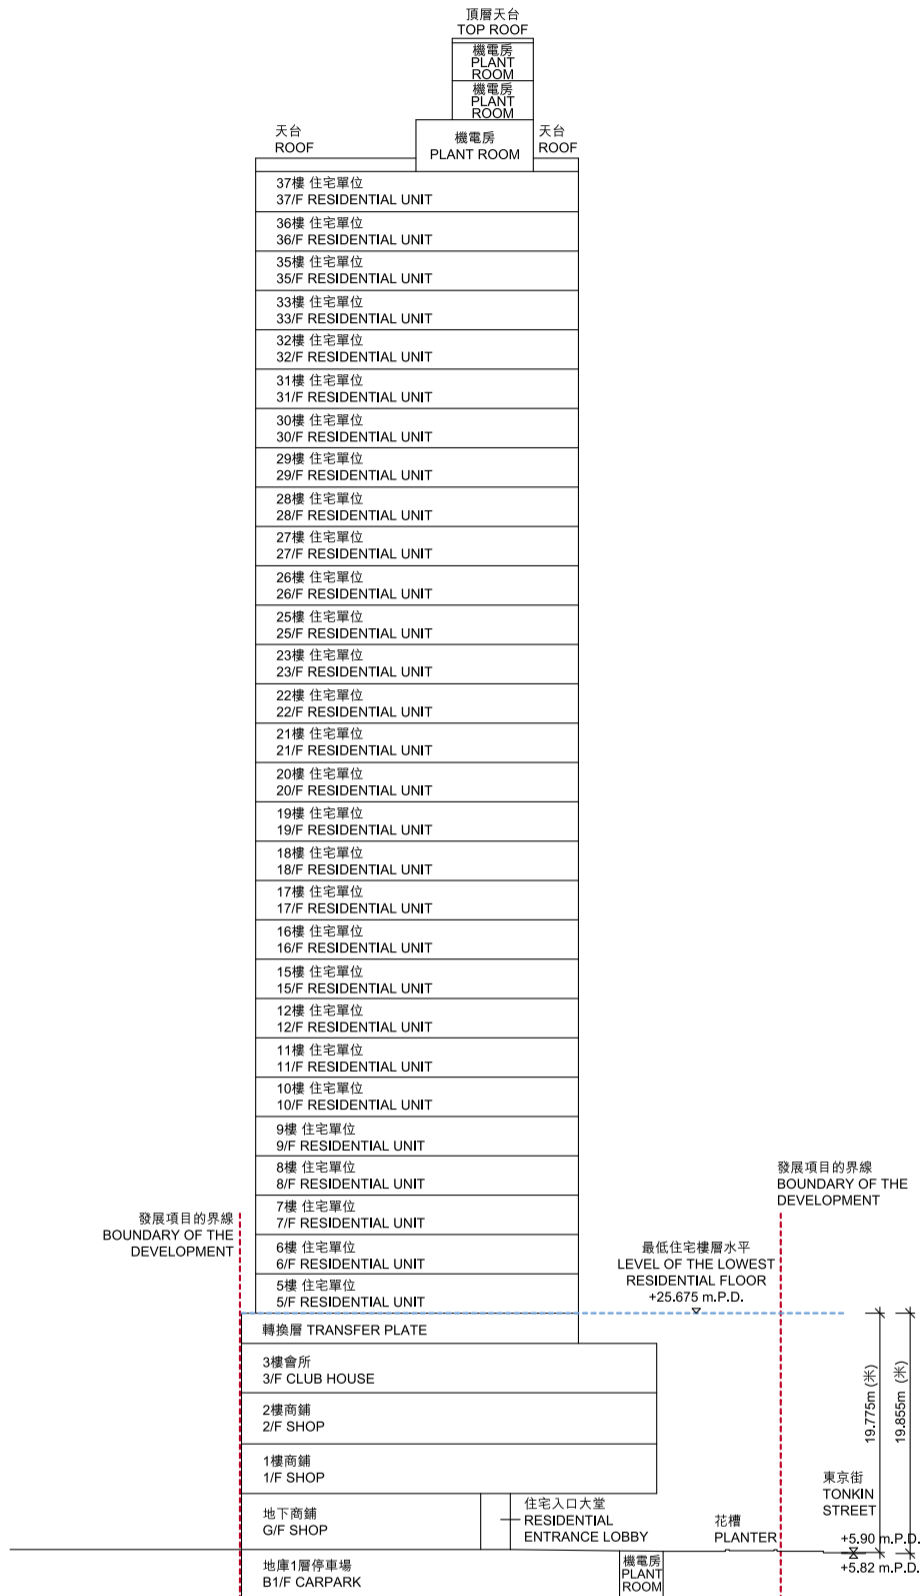 頂層天台
TOP ROOF
機電房
PLANT
ROOM
機電房
PLANT
ROOM
天台
ROOF
機電房
PLANT ROOM
天台
ROOF
37樓 住宅單位
37/F RESIDENTIAL UNIT
36樓 住宅單位
36/F RESIDENTIAL UNIT
35樓 住宅單位
35/F RESIDENTIAL UNIT
33樓 住宅單位
33/F RESIDENTIAL UNIT
32樓 住宅單位
32/F RESIDENTIAL UNIT
31樓 住宅單位
31/F RESIDENTIAL UNIT
30樓 住宅單位
30/F RESIDENTIAL UNIT
29樓 住宅單位
29/F RESIDENTIAL UNIT
28樓 住宅單位
28/F RESIDENTIAL UNIT
27樓 住宅單位
27/F RESIDENTIAL UNIT
26樓 住宅單位
26/F RESIDENTIAL UNIT
25樓 住宅單位
25/F RESIDENTIAL UNIT
23樓 住宅單位
23/F RESIDENTIAL UNIT
22樓 住宅單位
22/F RESIDENTIAL UNIT
21樓 住宅單位
21/F RESIDENTIAL UNIT
20樓 住宅單位
20/F RESIDENTIAL UNIT
19樓 住宅單位
19/F RESIDENTIAL UNIT
18樓 住宅單位
18/F RESIDENTIAL UNIT
17樓 住宅單位
17/F RESIDENTIAL UNIT
16樓 住宅單位
16/F RESIDENTIAL UNIT
15樓 住宅單位
15/F RESIDENTIAL UNIT
12樓 住宅單位
12/F RESIDENTIAL UNIT
11樓 住宅單位
11/F RESIDENTIAL UNIT
10樓 住宅單位
10/F RESIDENTIAL UNIT
9樓 住宅單位
9/F RESIDENTIAL UNIT
8樓 住宅單位
8/F RESIDENTIAL UNIT
7樓 住宅單位
7/F RESIDENTIAL UNIT
6樓 住宅單位
6/F RESIDENTIAL UNIT
5樓 住宅單位
5/F RESIDENTIAL UNIT
發展項目的界線
BOUNDARY OF THE
DEVELOPMENT
發展項目的界線
BOUNDARY OF THE
DEVELOPMENT
最低住宅樓層水平
LEVEL OF THE LOWEST
RESIDENTIAL FLOOR
+25.675 m.P.D.
轉換層 TRANSFER PLATE
3樓會所
3/F CLUB HOUSE
2樓商鋪
2/F SHOP
1樓商鋪
1/F SHOP
地下商鋪
G/F SHOP
住宅入口大堂
RESIDENTIAL
ENTRANCE LOBBY
花槽
PLANTER
19.775m (米)
19.855m (米)
東京街
TONKIN
STREET
+5.90 m.P.D.
+5.82 m.P.D.
地庫1層停車場
B1/F CARPARK
機電房
PLANT
ROOM